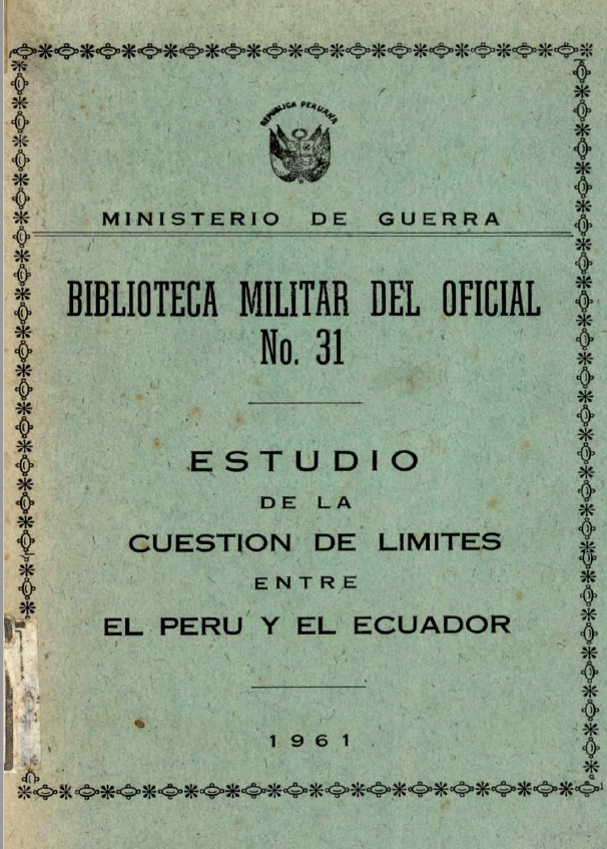 REPUBLICA PERUANA
MINISTERIO DE GUERRA
BIBLIOTECA MILITAR DEL OFICIAL
No. 31
ESTUDIO
DE LA
CUESTION DE LIMITES
ENTRE
EL PERU Y EL ECUADOR
1961